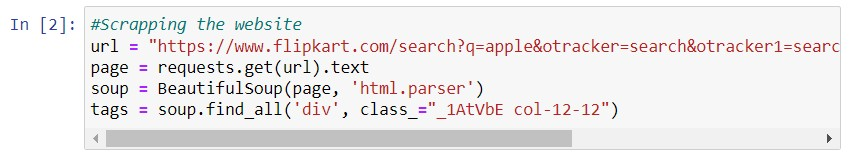 In [2]: #Scrapping the website
url = "https://www.flipkart.com/search?q=apple&otracker=search&otracker1=searc
page = requests.get(url).text
soup = BeautifulSoup(page, 'html.parser')
tags = soup.find_all('div', class_="_1AtVbE col-12-12")